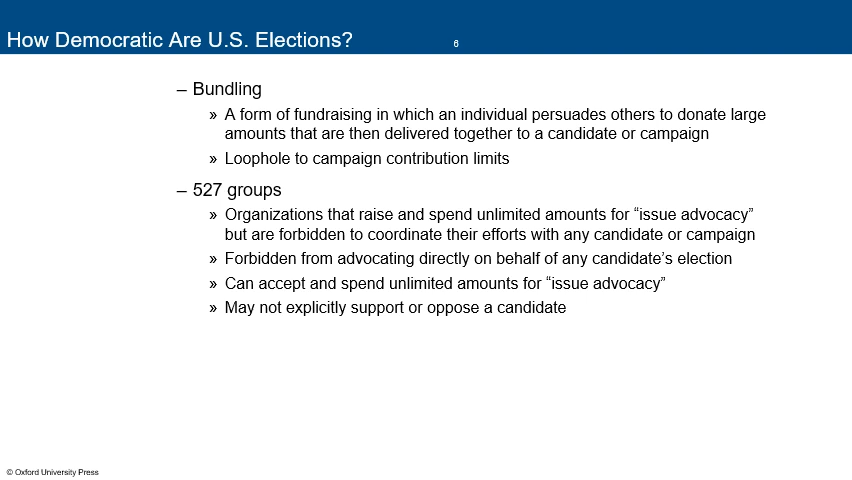 How Democratic Are U.S. Elections? 6
– Bundling
» A form of fundraising in which an individual persuades others to donate large
amounts that are then delivered together to a candidate or campaign
» Loophole to campaign contribution limits
– 527 groups
» Organizations that raise and spend unlimited amounts for “issue advocacy”
but are forbidden to coordinate their efforts with any candidate or campaign
» Forbidden from advocating directly on behalf of any candidate’s election
» Can accept and spend unlimited amounts for “issue advocacy”
» May not explicitly support or oppose a candidate
© Oxford University Press